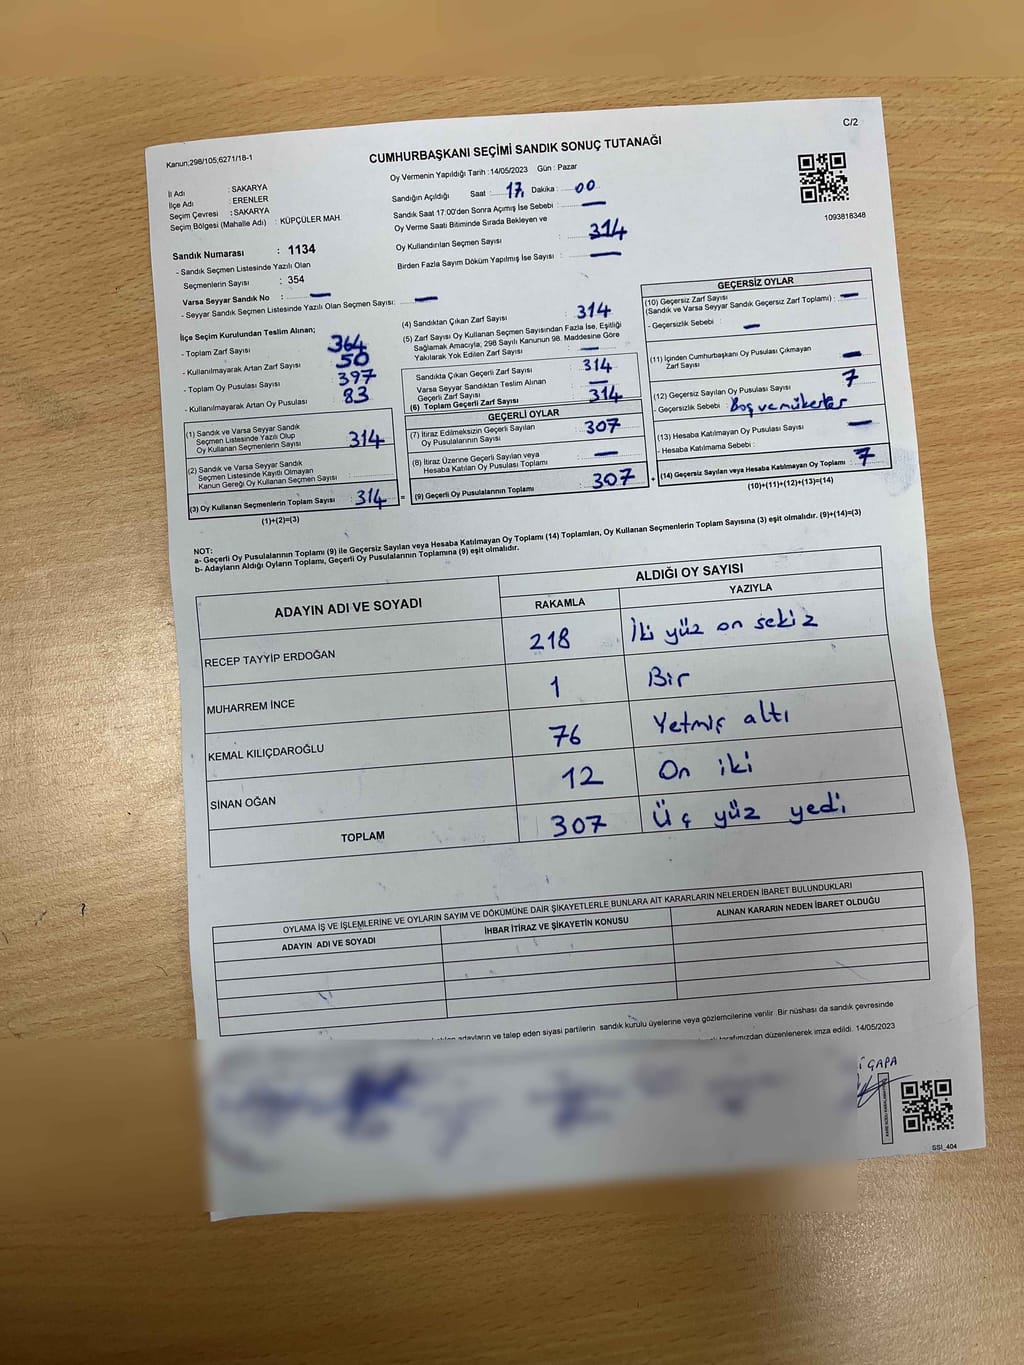 C/2
Kanun;298/105;6271/18-1
CUMHURBAŞKANI SEÇİMİ SANDIK SONUÇ TUTANAĞI
Oy Vermenin Yapıldığı Tarih :14/05/2023 Gün : Pazar
1093818348
İl Adı : SAKARYA
İlçe Adı : ERENLER
Seçim Çevresi : SAKARYA
Seçim Bölgesi (Mahalle Adı) : KÜPÇÜLER MAH.
Sandık Numarası : 1134
- Sandık Seçmen Listesinde Yazılı Olan
Seçmenlerin Sayısı : 354
Varsa Seyyar Sandık No : —
- Seyyar Sandık Seçmen Listesinde Yazılı Olan Seçmen Sayısı: —
Sandığın Açıldığı Saat : 17, Dakika : 00
Sandık Saat 17:00'den Sonra Açımış İse Sebebi : —
Oy Verme Saati Bitiminde Sırada Bekleyen ve
Oy Kullandırılan Seçmen Sayısı : 314
Birden Fazla Sayım Döküm Yapılmış İse Sayısı : —
İlçe Seçim Kurulundan Teslim Alınan;
- Toplam Zarf Sayısı : 364
- Kullanılmayarak Artan Zarf Sayısı : 50
- Toplam Oy Pusulası Sayısı : 397
- Kullanılmayarak Artan Oy Pusulası : 83
(1) Sandık ve Varsa Seyyar Sandık
Seçmen Listesinde Yazılı Olup
Oy Kullanan Seçmenlerin Sayısı : 314
(2) Sandık ve Varsa Seyyar Sandık
Seçmen Listesinde Kayıtlı Olmayan
Kanun Gereği Oy Kullanan Seçmen Sayısı :
(3) Oy Kullanan Seçmenlerin Toplam Sayısı : 314
(1)+(2)=(3)
(4) Sandıktan Çıkan Zarf Sayısı : 314
(5) Zarf Sayısı Oy Kullanan Seçmen Sayısından Fazla İse, Eşitliği
Sağlamak Amacıyla; 298 Sayılı Kanunun 98. Maddesine Göre
Yakılarak Yok Edilen Zarf Sayısı : —
Sandıkta Çıkan Geçerli Zarf Sayısı : 314
Varsa Seyyar Sandıktan Teslim Alınan
Geçerli Zarf Sayısı : —
(6) Toplam Geçerli Zarf Sayısı : 314
GEÇERLİ OYLAR
(7) İtiraz Edilmeksizin Geçerli Sayılan
Oy Pusulalarının Sayısı : 307
(8) İtiraz Üzerine Geçerli Sayılan veya
Hesaba Katılan Oy Pusulası Toplamı : —
= (9) Geçerli Oy Pusulalarının Toplamı : 307 +
GEÇERSİZ OYLAR
(10) Geçersiz Zarf Sayısı
(Sandık ve Varsa Seyyar Sandık Geçersiz Zarf Toplamı) : —
- Geçersizlik Sebebi : —
(11) İçinden Cumhurbaşkanı Oy Pusulası Çıkmayan
Zarf Sayısı : —
(12) Geçersiz Sayılan Oy Pusulası Sayısı : 7
- Geçersizlik Sebebi : Boş ve mükerrer
(13) Hesaba Katılmayan Oy Pusulası Sayısı : —
- Hesaba Katılmama Sebebi :
(14) Geçersiz Sayılan veya Hesaba Katılmayan Oy Toplamı : 7
(10)+(11)+(12)+(13)=(14)
NOT:
a- Geçerli Oy Pusulalarının Toplamı (9) ile Geçersiz Sayılan veya Hesaba Katılmayan Oy Toplamı (14) Toplamları, Oy Kullanan Seçmenlerin Toplam Sayısına (3) eşit olmalıdır. (9)+(14)=(3)
b- Adayların Aldığı Oyların Toplamı, Geçerli Oy Pusulalarının Toplamına (9) eşit olmalıdır.
ADAYIN ADI VE SOYADI
ALDIĞI OY SAYISI
RAKAMLA YAZIYLA
RECEP TAYYİP ERDOĞAN 218 İki yüz on sekiz
MUHARREM İNCE 1 Bir
KEMAL KILIÇDAROĞLU 76 Yetmiş altı
SİNAN OĞAN 12 On iki
TOPLAM 307 Üç yüz yedi
OYLAMA İŞ VE İŞLEMLERİNE VE OYLARIN SAYIM VE DÖKÜMÜNE DAİR ŞİKAYETLERLE BUNLARA AİT KARARLARIN NELERDEN İBARET BULUNDUKLARI
ADAYIN ADI VE SOYADI İHBAR İTİRAZ VE ŞİKAYETİN KONUSU ALINAN KARARIN NEDEN İBARET OLDUĞU
adayların ve talep eden siyasi partilerin sandık kurulu üyelerine veya gözlemcilerine verilir. Bir nüshası da sandık çevresinde
tarafımızdan düzenlenerek imza edildi. 14/05/2023
ÇAPA
SSI_404